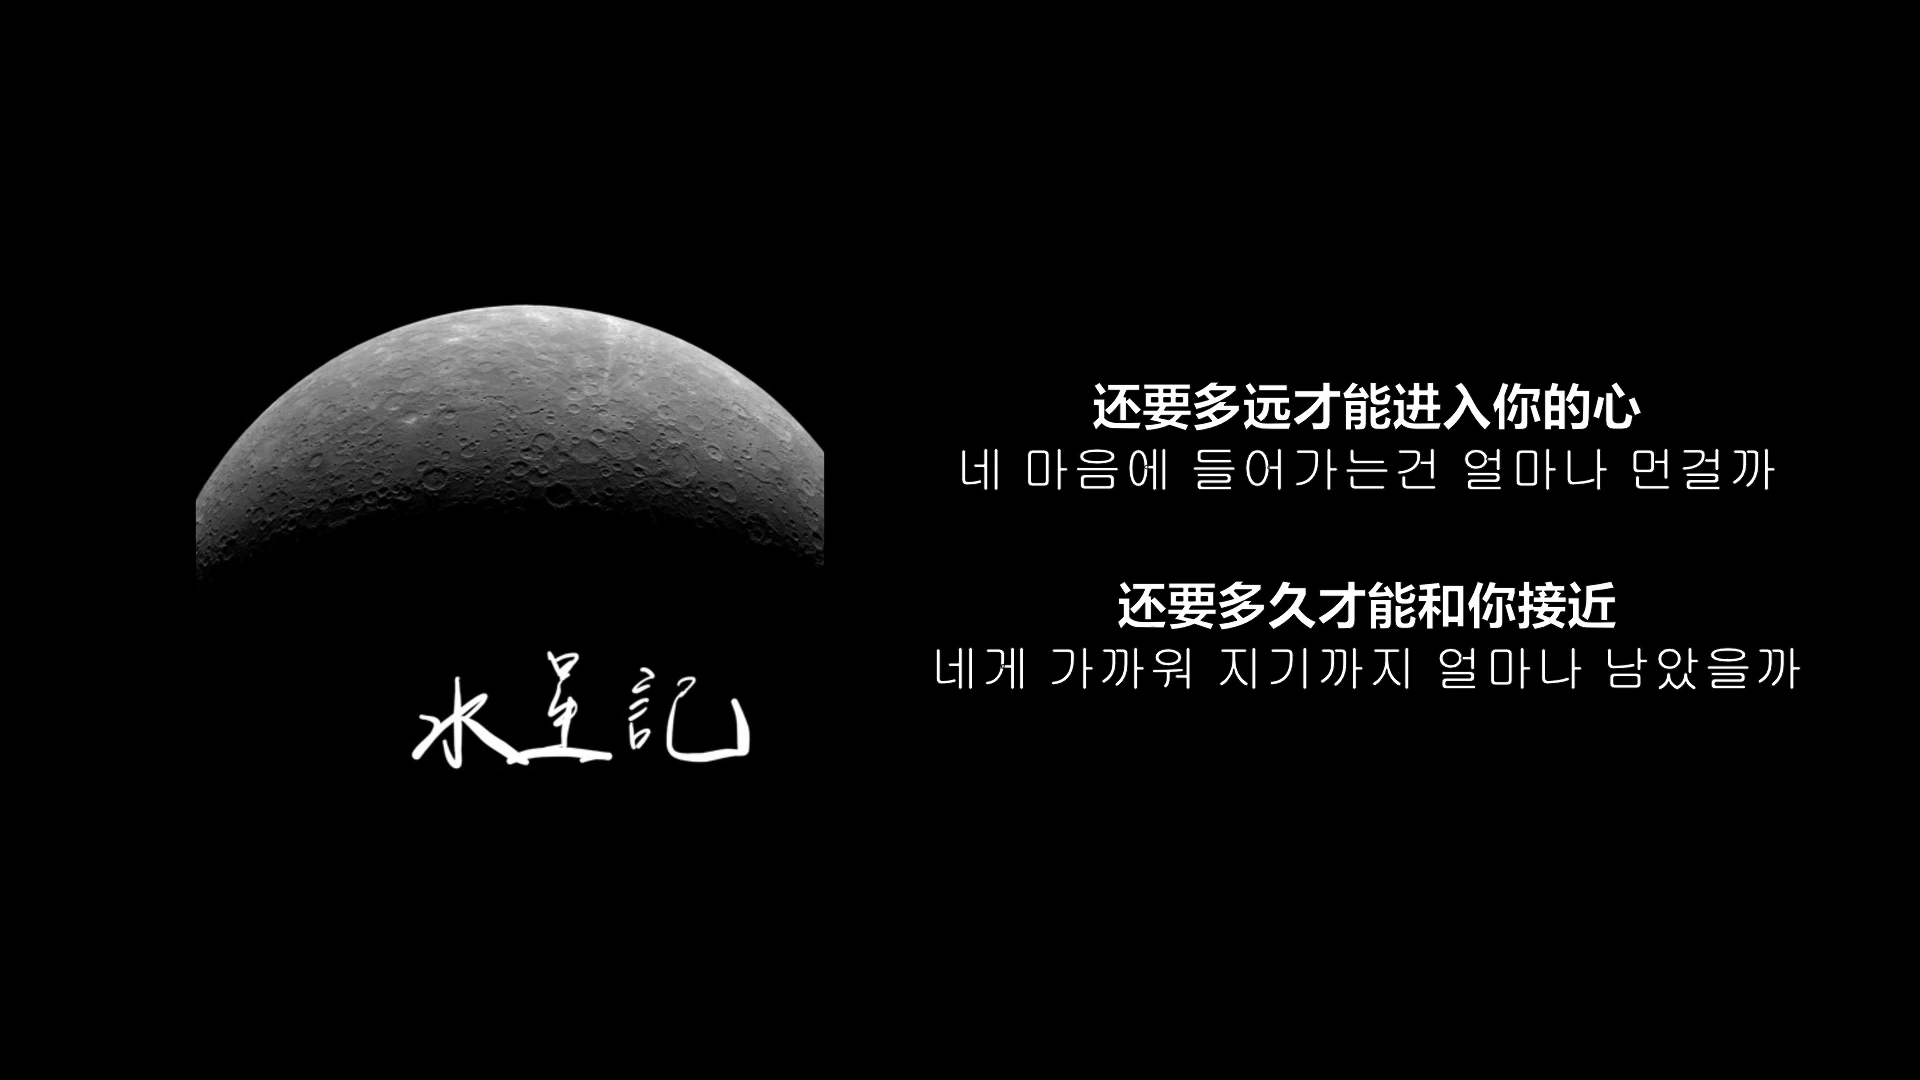 水星記
还要多远才能进入你的心
네 마음에 들어가는건 얼마나 먼걸까
还要多久才能和你接近
네게 가까워 지기까지 얼마나 남았을까